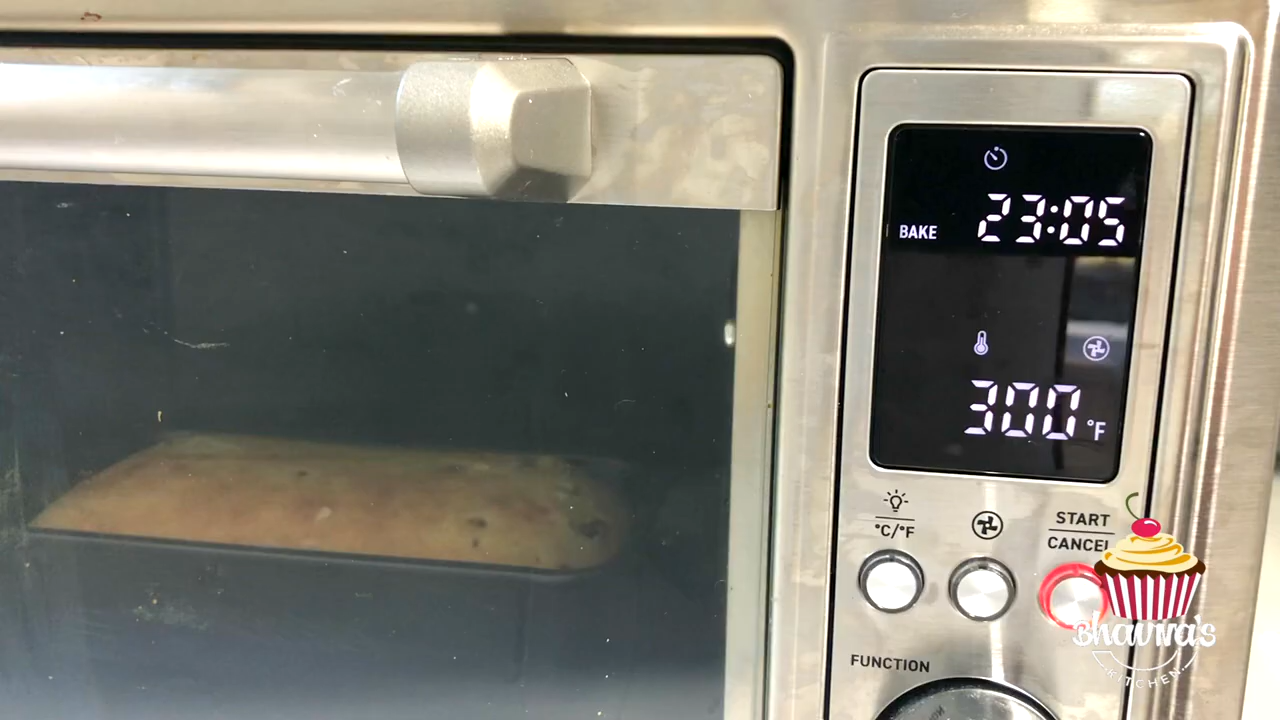 23:05
BAKE
300 °F
°C/°F
START
CANCEL
FUNCTION
Bhavna's
KITCHEN